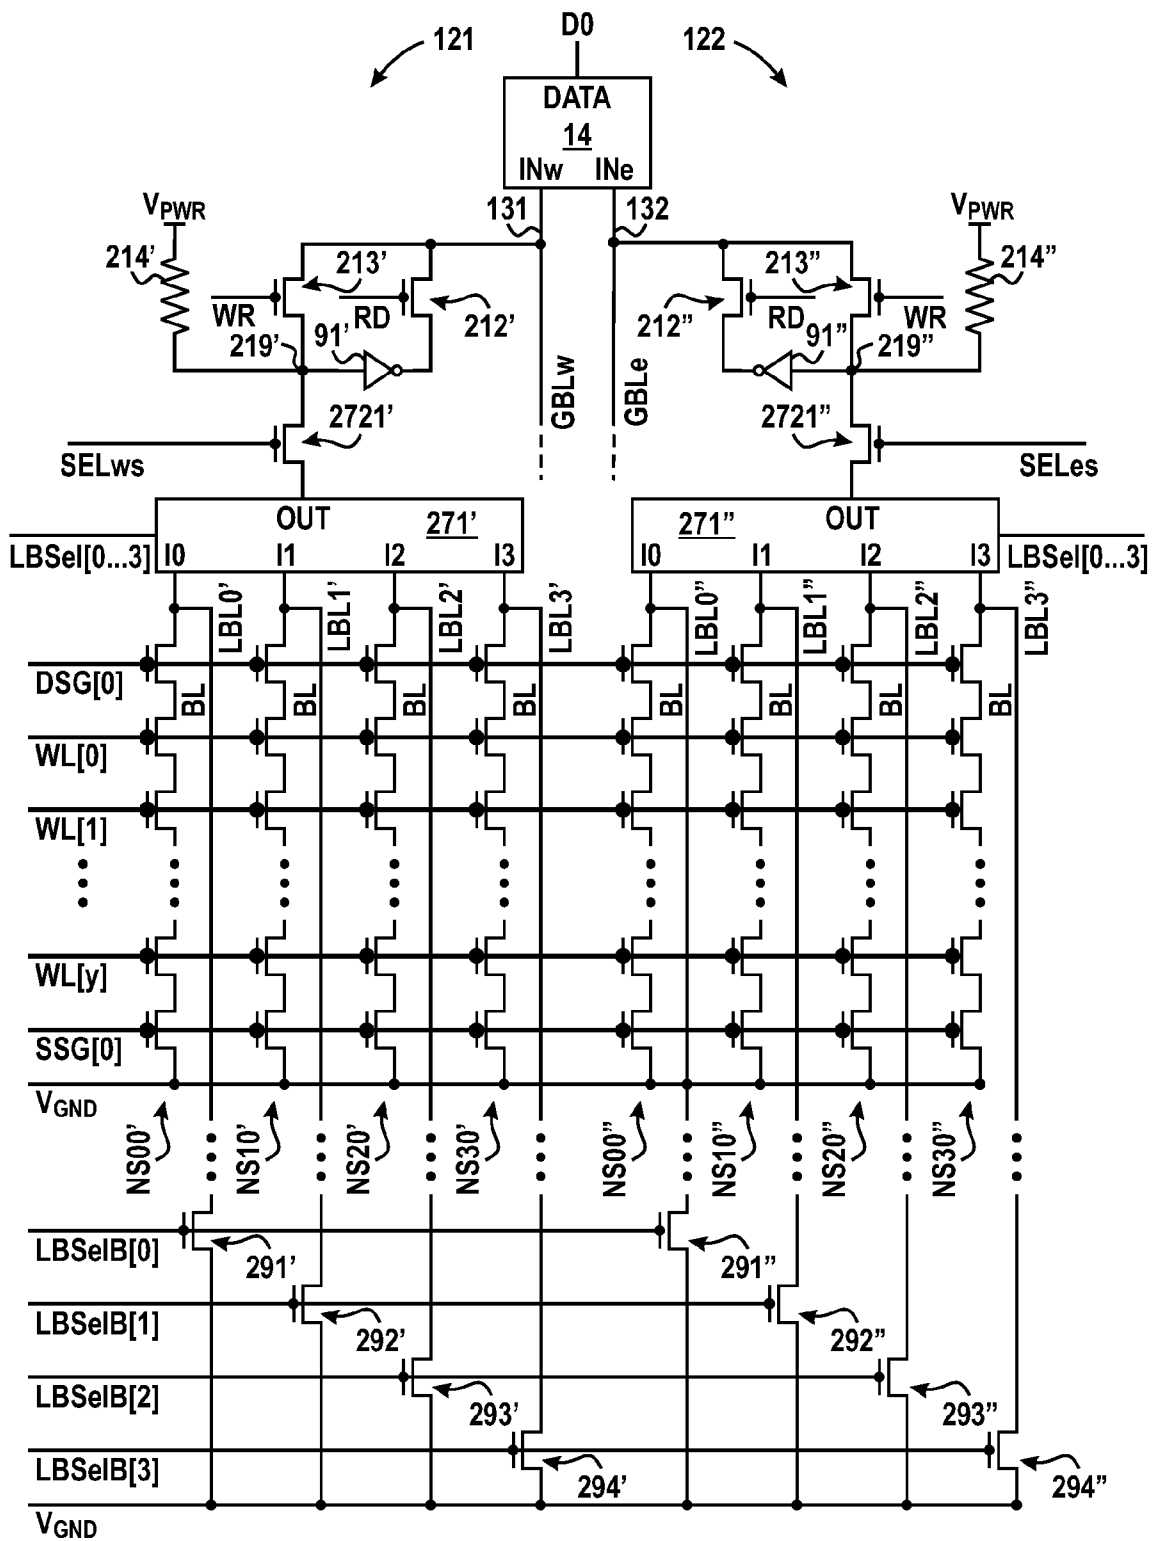 D0
121
122
DATA
14
INw INe
131
132
VPWR
VPWR
214'
213'
213”
214”
WR
RD
212'
212”
RD
WR
219'
91'
91”
219”
GBLw
GBLe
2721'
2721”
SELws
SELes
OUT
271'
271”
OUT
LBSel[0...3]
I0 I1 I2 I3
I0 I1 I2 I3
LBSel[0...3]
LBL0' LBL1' LBL2' LBL3' LBL0” LBL1” LBL2” LBL3”
DSG[0]
BL BL BL BL BL BL BL BL
WL[0]
WL[1]
WL[y]
SSG[0]
VGND
NS00' NS10' NS20' NS30' NS00” NS10” NS20” NS30”
LBSelB[0]
291'
291”
LBSelB[1]
292'
292”
LBSelB[2]
293'
293”
LBSelB[3]
294'
294”
VGND